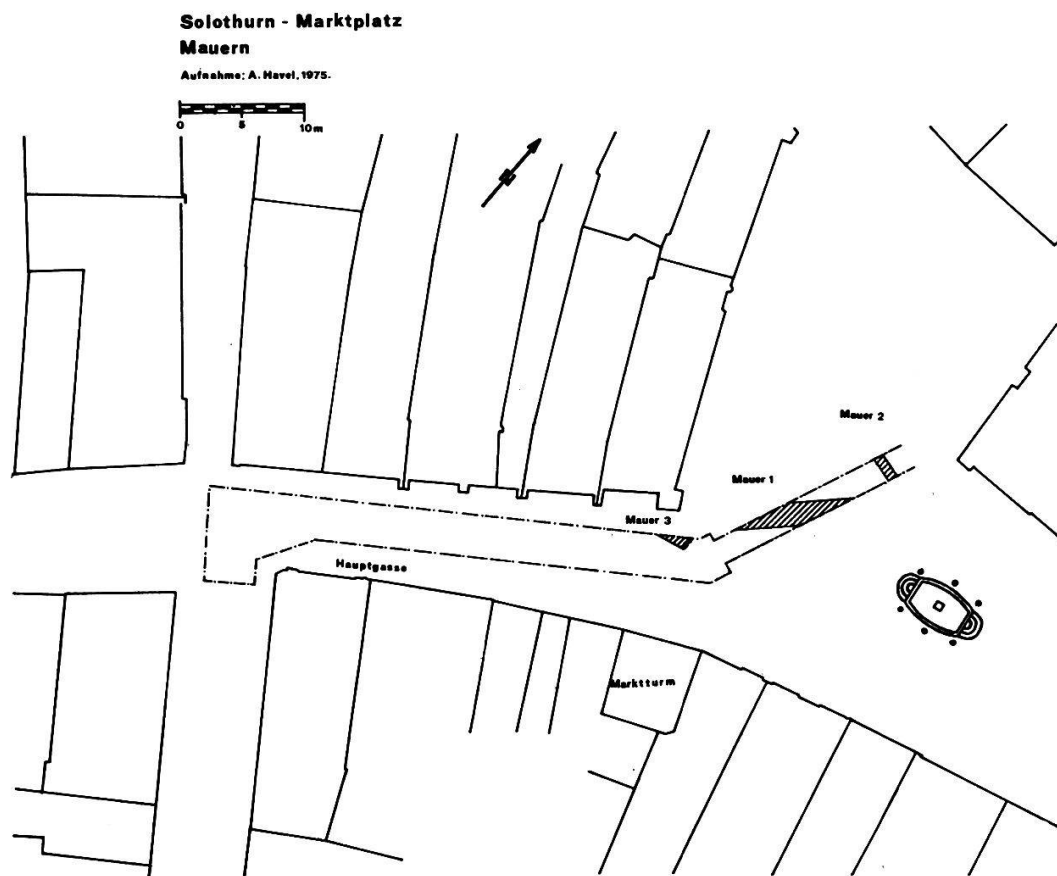 Solothurn - Marktplatz
Mauern
Aufnahme; A. Havel, 1975.
0 5 10m
N
Mauer 2
Mauer 1
Mauer 3
Hauptgasse
Marktturm